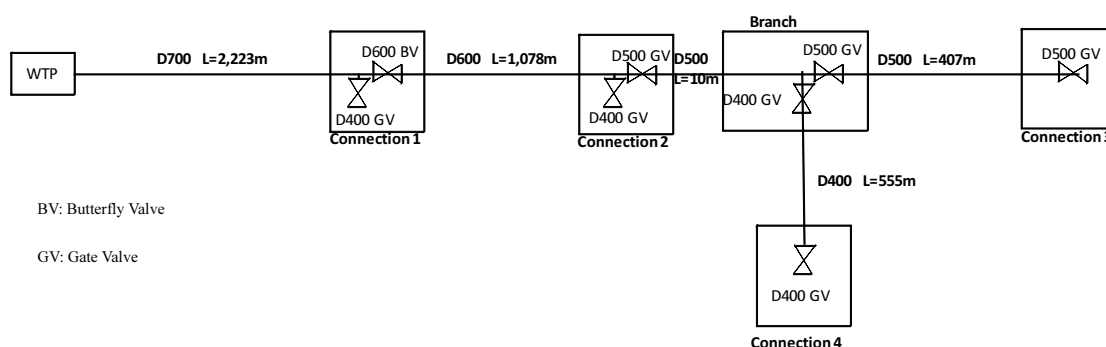 Branch
D700 L=2,223m
D600 BV
D600 L=1,078m
D500 GV
D500
L=10m
D500 GV
D500 L=407m
D500 GV
WTP
D400 GV
D400 GV
D400 GV
Connection 1
Connection 2
Connection 3
D400 L=555m
BV: Butterfly Valve
GV: Gate Valve
D400 GV
Connection 4